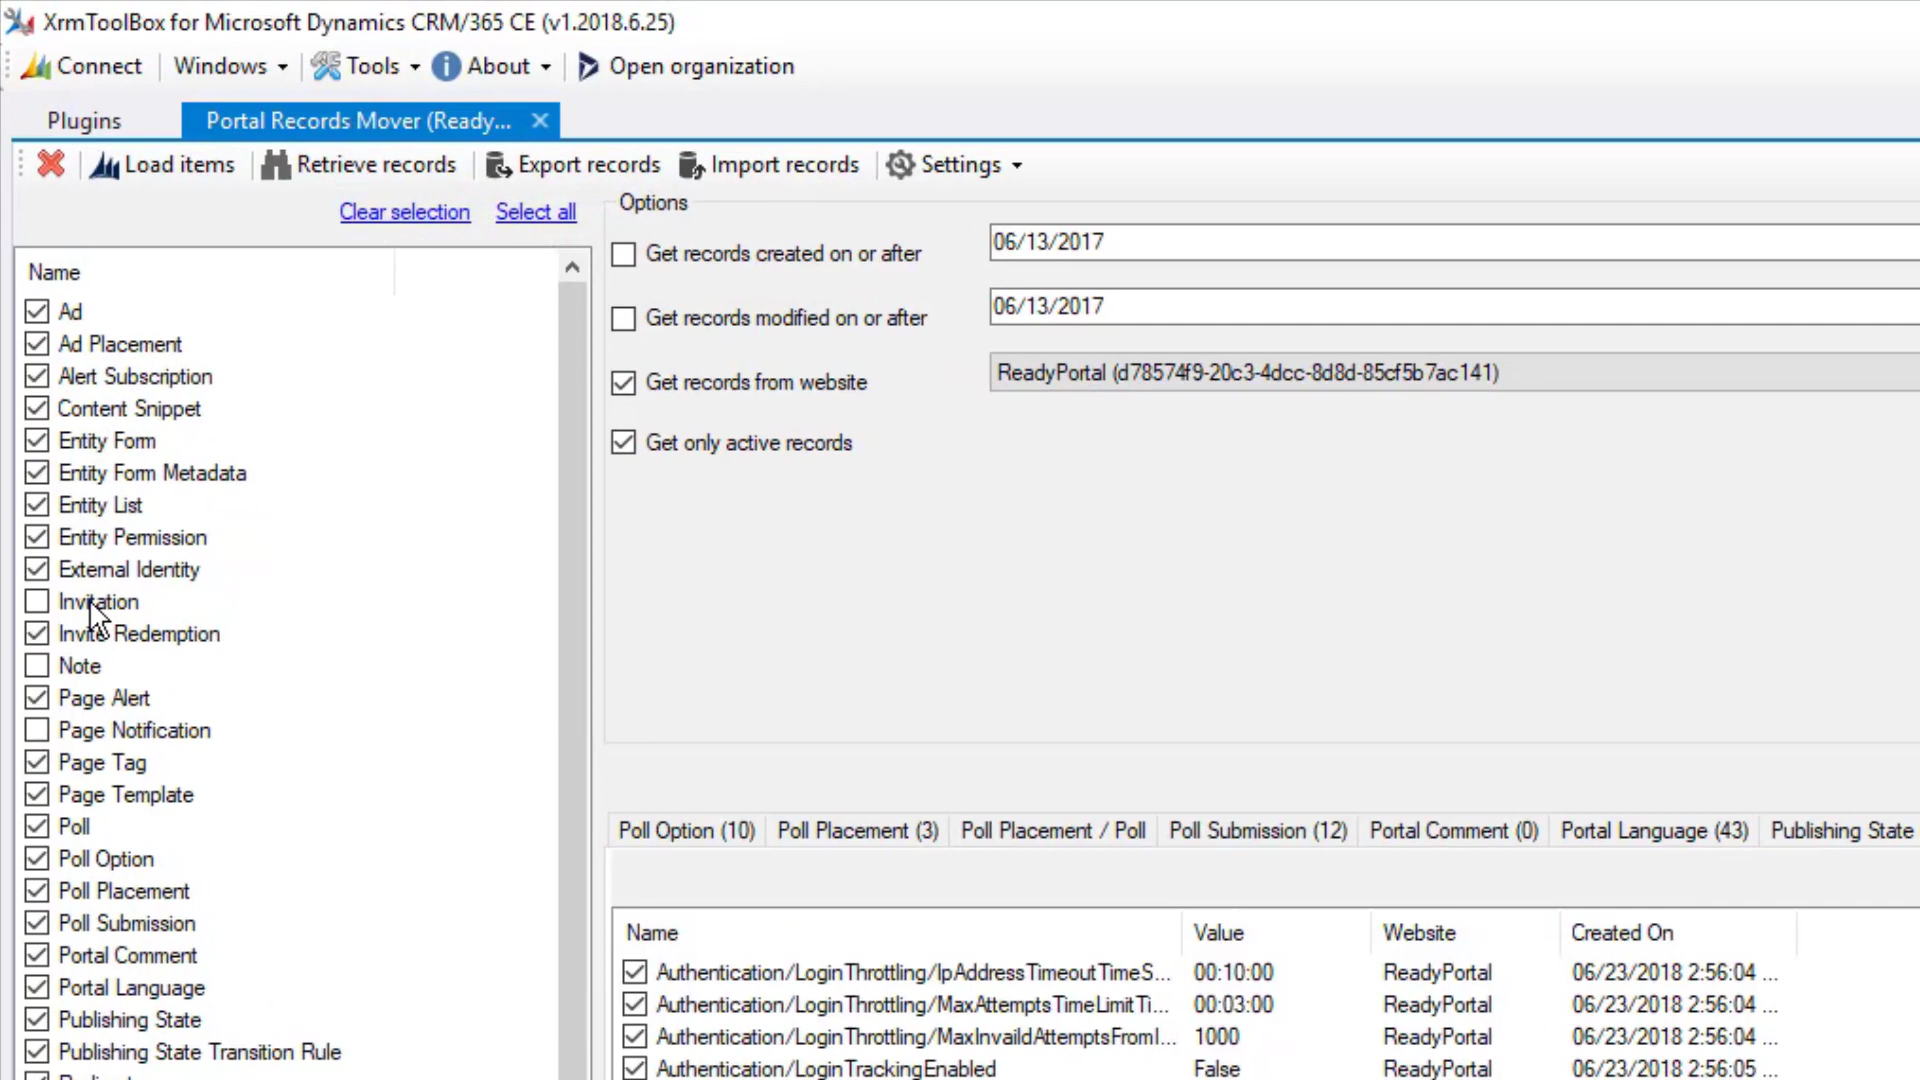 XrmToolBox for Microsoft Dynamics CRM/365 CE (v1.2018.6.25)
Connect Windows Tools About Open organization
Plugins Portal Records Mover (Ready...
Load items Retrieve records Export records Import records Settings
Clear selection Select all
Options
Get records created on or after 06/13/2017
Get records modified on or after 06/13/2017
Get records from website ReadyPortal (d78574f9-20c3-4dcc-8d8d-85cf5b7ac141)
Get only active records
Name
Ad
Ad Placement
Alert Subscription
Content Snippet
Entity Form
Entity Form Metadata
Entity List
Entity Permission
External Identity
Invitation
Invite Redemption
Note
Page Alert
Page Notification
Page Tag
Page Template
Poll
Poll Option
Poll Placement
Poll Submission
Portal Comment
Portal Language
Publishing State
Publishing State Transition Rule
Poll Option (10) Poll Placement (3) Poll Placement / Poll Poll Submission (12) Portal Comment (0) Portal Language (43) Publishing State
Name Value Website Created On
Authentication/LoginThrottling/IpAddressTimeoutTimeS... 00:10:00 ReadyPortal 06/23/2018 2:56:04 ...
Authentication/LoginThrottling/MaxAttemptsTimeLimitTi... 00:03:00 ReadyPortal 06/23/2018 2:56:04 ...
Authentication/LoginThrottling/MaxInvaildAttemptsFromI... 1000 ReadyPortal 06/23/2018 2:56:04 ...
Authentication/LoginTrackingEnabled False ReadyPortal 06/23/2018 2:56:05 ...